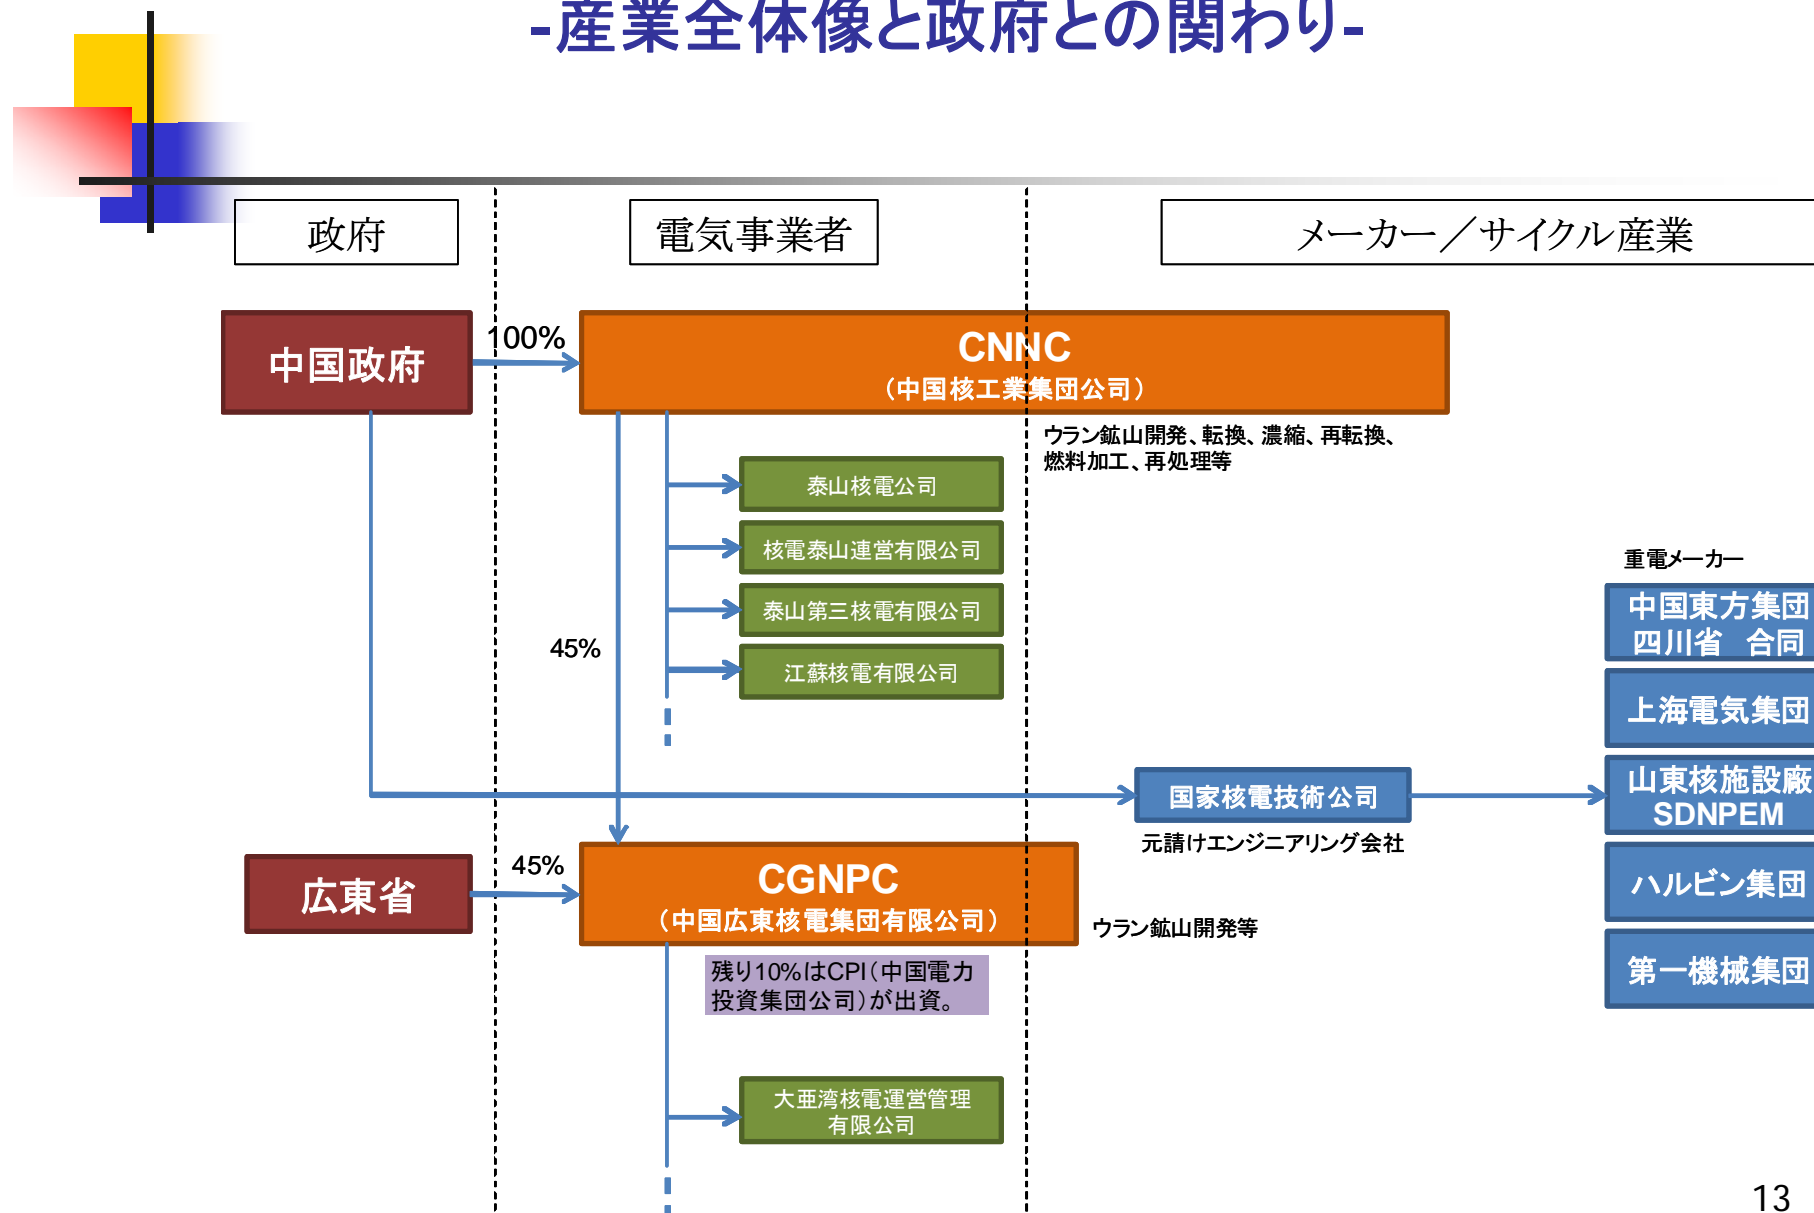 -産業全体像と政府との関わり-
政府
電気事業者
メーカー／サイクル産業
中国政府
100%
CNNC
（中国核工業集団公司）
ウラン鉱山開発、転換、濃縮、再転換、
燃料加工、再処理等
泰山核電公司
核電泰山連営有限公司
泰山第三核電有限公司
江蘇核電有限公司
45%
重電メーカー
中国東方集団
四川省　合同
上海電気集団
山東核施設廠
SDNPEM
ハルビン集団
第一機械集団
国家核電技術公司
元請けエンジニアリング会社
広東省
45%
CGNPC
（中国広東核電集団有限公司）
ウラン鉱山開発等
残り10%はCPI（中国電力
投資集団公司）が出資。
大亜湾核電運営管理
有限公司
13